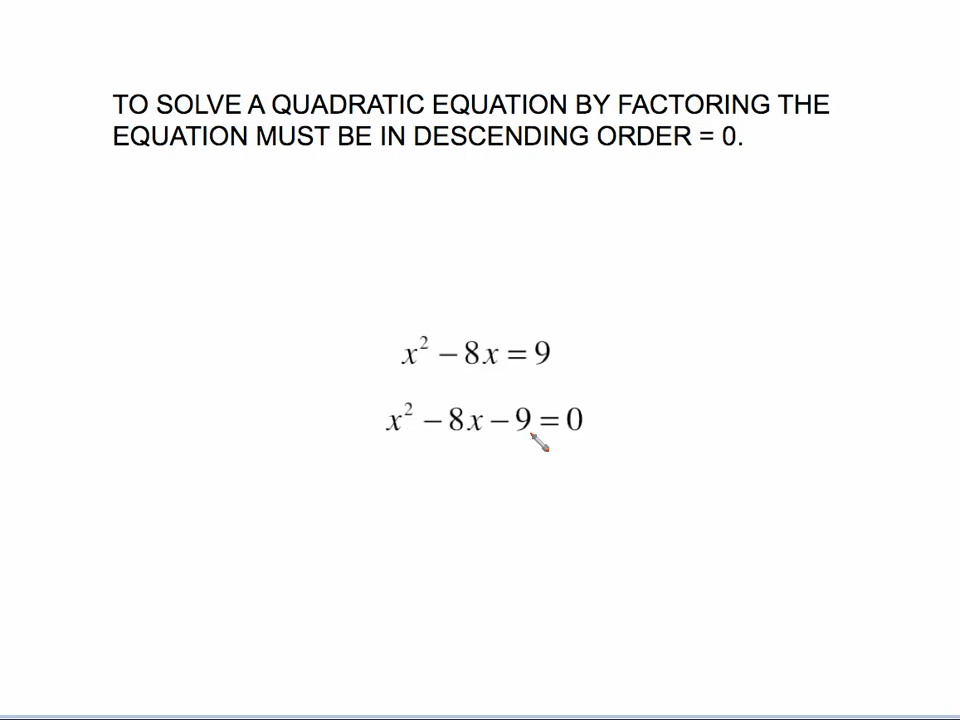 TO SOLVE A QUADRATIC EQUATION BY FACTORING THE
EQUATION MUST BE IN DESCENDING ORDER = 0.
x² − 8x = 9
x² − 8x − 9 = 0